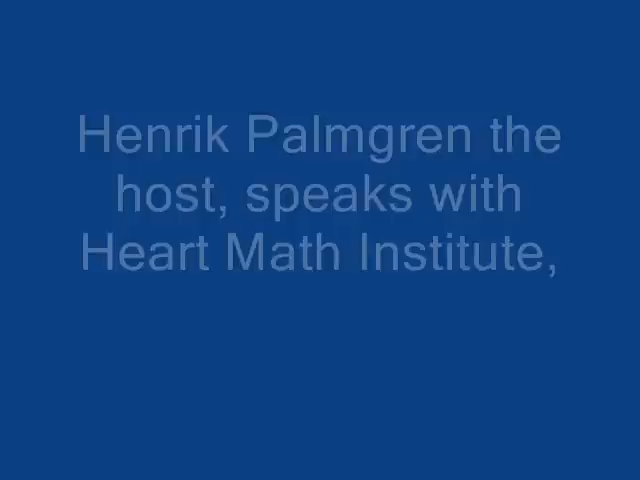 Henrik Palmgren the
host, speaks with
Heart Math Institute,